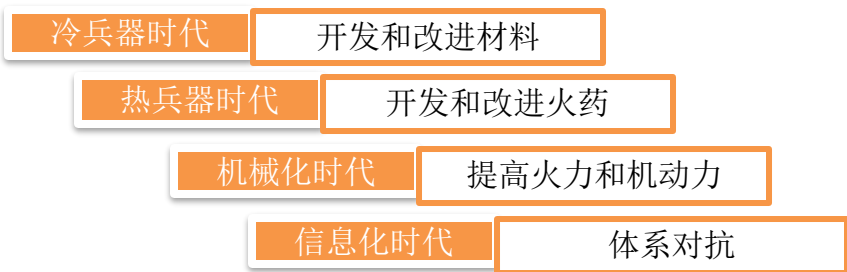 冷兵器时代 开发和改进材料
热兵器时代 开发和改进火药
机械化时代 提高火力和机动力
信息化时代 体系对抗